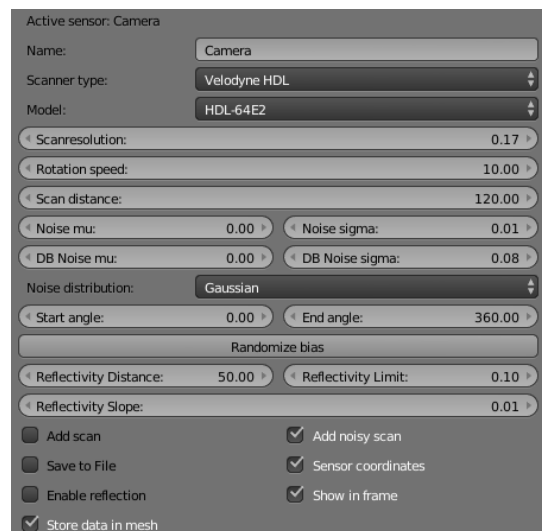 Active sensor: Camera
Name: Camera
Scanner type: Velodyne HDL
Model: HDL-64E2
Scanresolution: 0.17
Rotation speed: 10.00
Scan distance: 120.00
Noise mu: 0.00 Noise sigma: 0.01
DB Noise mu: 0.00 DB Noise sigma: 0.08
Noise distribution: Gaussian
Start angle: 0.00 End angle: 360.00
Randomize bias
Reflectivity Distance: 50.00 Reflectivity Limit: 0.10
Reflectivity Slope: 0.01
Add scan Add noisy scan
Save to File Sensor coordinates
Enable reflection Show in frame
Store data in mesh